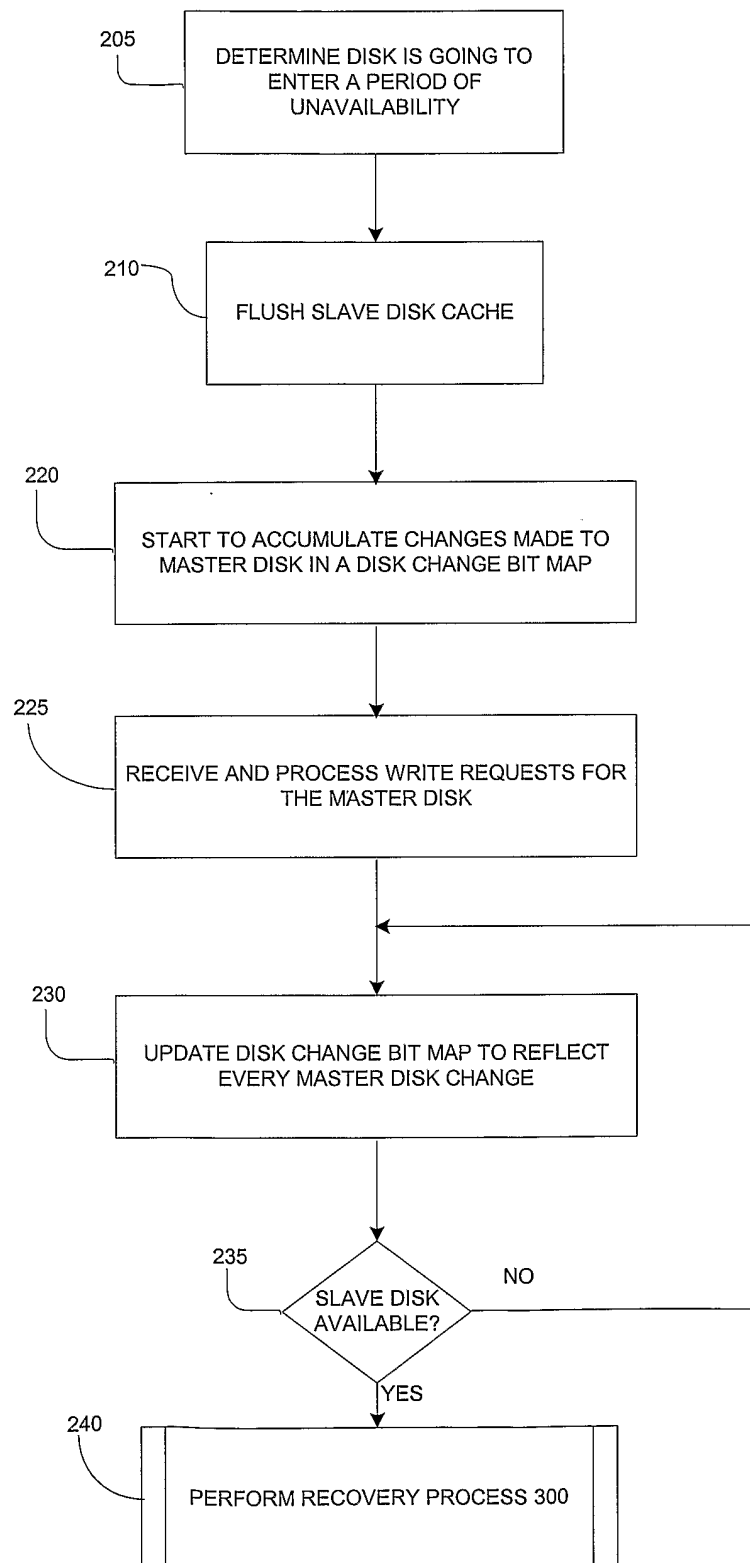 205
DETERMINE DISK IS GOING TO
ENTER A PERIOD OF
UNAVAILABILITY
210
FLUSH SLAVE DISK CACHE
220
START TO ACCUMULATE CHANGES MADE TO
MASTER DISK IN A DISK CHANGE BIT MAP
225
RECEIVE AND PROCESS WRITE REQUESTS FOR
THE MASTER DISK
230
UPDATE DISK CHANGE BIT MAP TO REFLECT
EVERY MASTER DISK CHANGE
235
SLAVE DISK
AVAILABLE?
NO
YES
240
PERFORM RECOVERY PROCESS 300